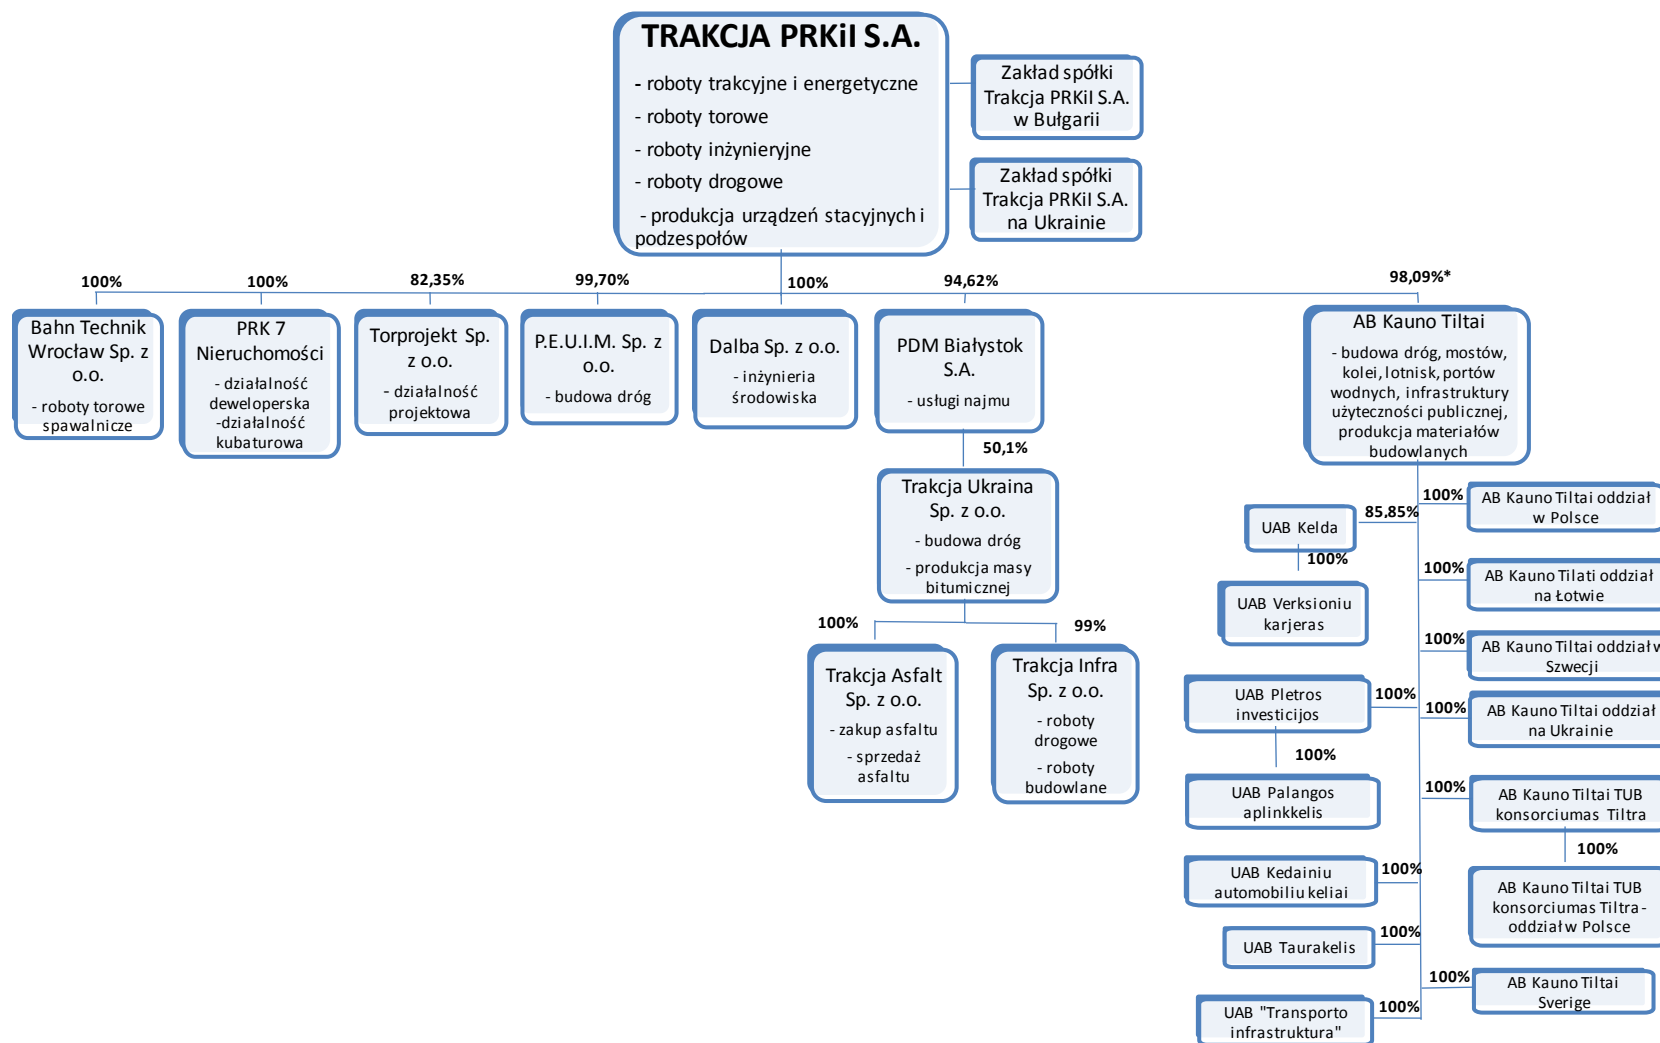 TRAKCJA PRKiI S.A.
- roboty trakcyjne i energetyczne
- roboty torowe
- roboty inżynieryjne
- roboty drogowe
- produkcja urządzeń stacyjnych i
podzespołów
Zakład spółki
Trakcja PRKiI S.A.
w Bułgarii
Zakład spółki
Trakcja PRKiI S.A.
na Ukrainie
100%
100%
82,35%
99,70%
100%
94,62%
98,09%*
Bahn Technik
Wrocław Sp. z
o.o.
- roboty torowe
spawalnicze
PRK 7
Nieruchomości
- działalność
deweloperska
-działalność
kubaturowa
Torprojekt Sp.
z o.o.
- działalność
projektowa
P.E.U.I.M. Sp. z
o.o.
- budowa dróg
Dalba Sp. z o.o.
- inżynieria
środowiska
PDM Białystok
S.A.
- usługi najmu
AB Kauno Tiltai
- budowa dróg, mostów,
kolei, lotnisk, portów
wodnych, infrastruktury
użyteczności publicznej,
produkcja materiałów
budowlanych
50,1%
Trakcja Ukraina
Sp. z o.o.
- budowa dróg
- produkcja masy
bitumicznej
100%
99%
Trakcja Asfalt
Sp. z o.o.
- zakup asfaltu
- sprzedaż
asfaltu
Trakcja Infra
Sp. z o.o.
- roboty
drogowe
- roboty
budowlane
85,85%
UAB Kelda
100%
UAB Verksioniu
karjeras
100%
UAB Pletros
investicijos
100%
UAB Palangos
aplinkkelis
100%
UAB Kedainiu
automobiliu keliai
100%
UAB Taurakelis
100%
UAB "Transporto
infrastruktura"
100%
AB Kauno Tiltai oddział
w Polsce
100%
AB Kauno Tilati oddział
na Łotwie
100%
AB Kauno Tiltai oddział w
Szwecji
100%
AB Kauno Tiltai oddział
na Ukrainie
100%
AB Kauno Tiltai TUB
konsorciumas Tiltra
100%
AB Kauno Tiltai TUB
konsorciumas Tiltra-
oddział w Polsce
100%
AB Kauno Tiltai
Sverige